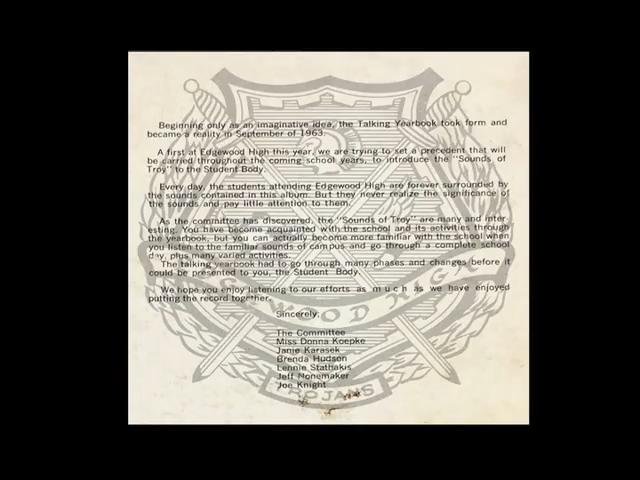 Beginning only as an imaginative idea, the Talking Yearbook took form and
became a reality in September of 1963.
A first at Edgewood High this year, we are trying to set a precedent that will
be carried throughout the coming school years, to introduce the "Sounds of
Troy" to the Student Body.
Every day, the students attending Edgewood High are forever surrounded by
the sounds contained in this album. But they never realize the significance of
the sounds and pay little attention to them.
As the committee has discovered, the "Sounds of Troy" are many and inter-
esting. You have become acquainted with the school and its activities through
the yearbook, but you can actually become more familiar with the school when
you listen to the familiar sounds of campus and go through a complete school
day, plus many varied activities.
The talking yearbook had to go through many phases and changes before it
could be presented to you, the Student Body.
We hope you enjoy listening to our efforts as much as we have enjoyed
putting the record together.
WOOD HIGH
Sincerely,
The Committee
Miss Donna Koepke
Janie Karasek
Brenda Hudson
Lennie Stathakis
Jeff Nonemaker
Joe Knight
TROJANS